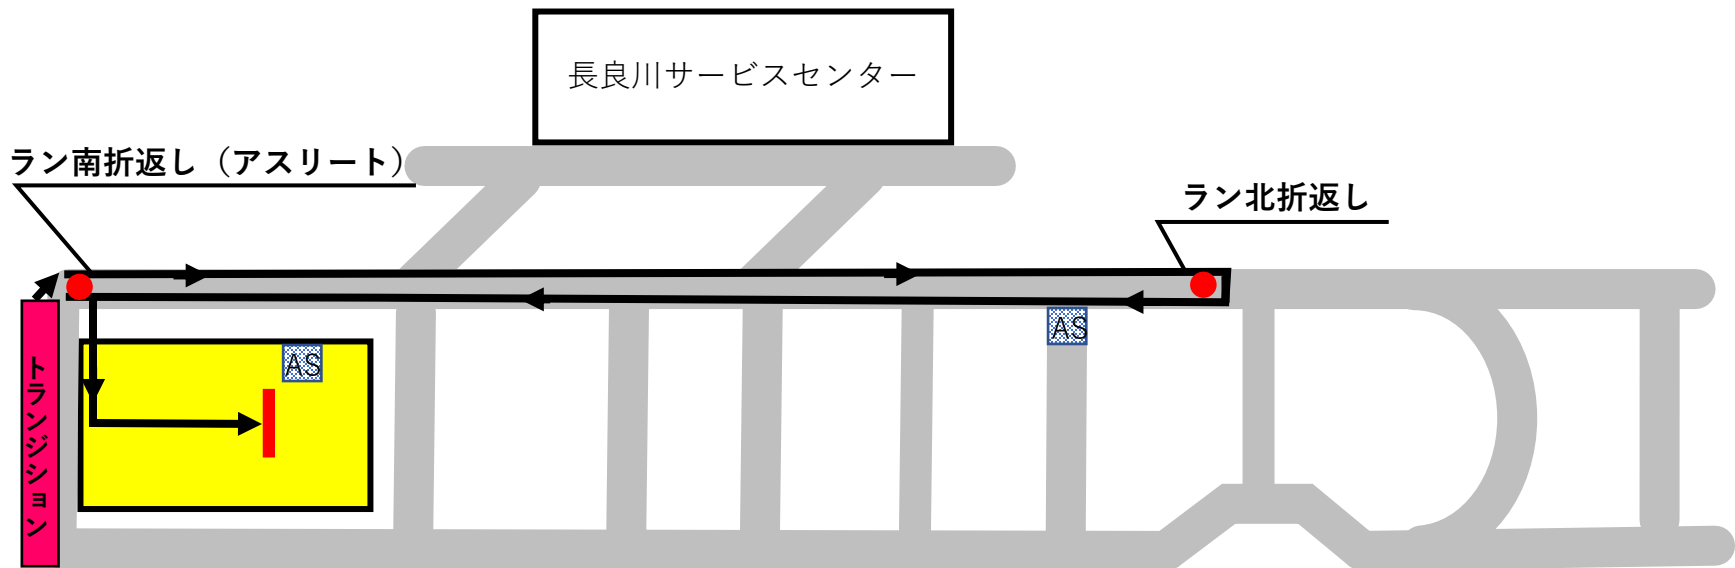 長良川サービスセンター
ラン南折返し（アスリート）
ラン北折返し
AS
AS
トランジション